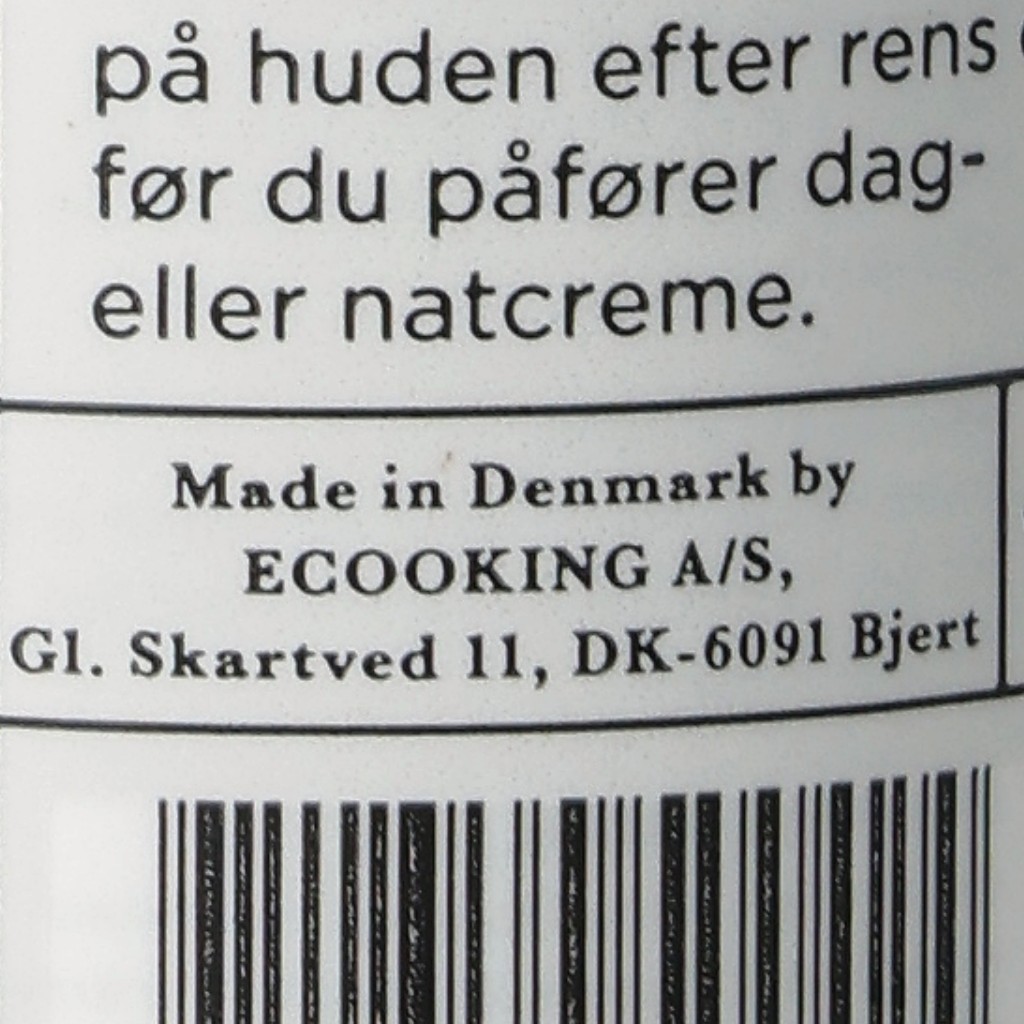 på huden efter rens
før du påfører dag-
eller natcreme.
Made in Denmark by
ECOOKING A/S,
Gl. Skartved 11, DK-6091 Bjert